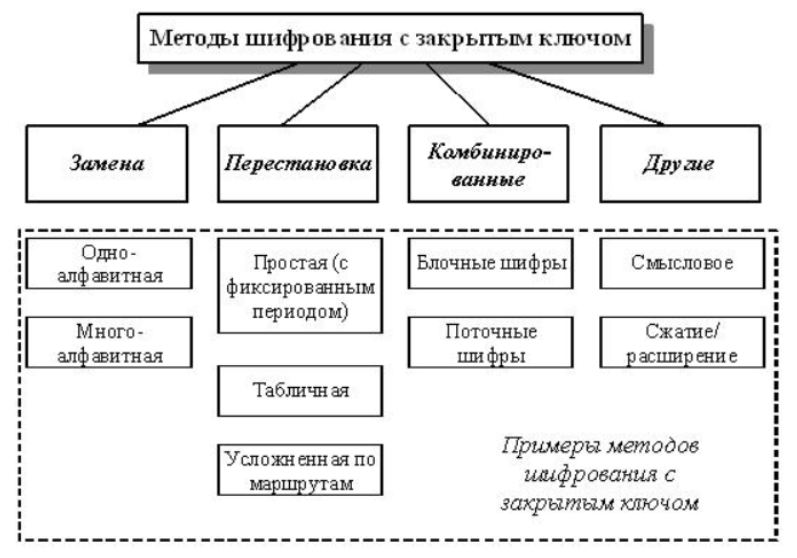 Методы шифрования с закрытым ключом
Замена
Перестановка
Комбиниро-
ванные
Другие
Одно-
алфавитная
Много-
алфавитная
Простая (с
фиксированным
периодом)
Табличная
Усложненная по
маршрутам
Блочные шифры
Поточные
шифры
Смысловое
Сжатие/
расширение
Примеры методов
шифрования с
закрытым ключом